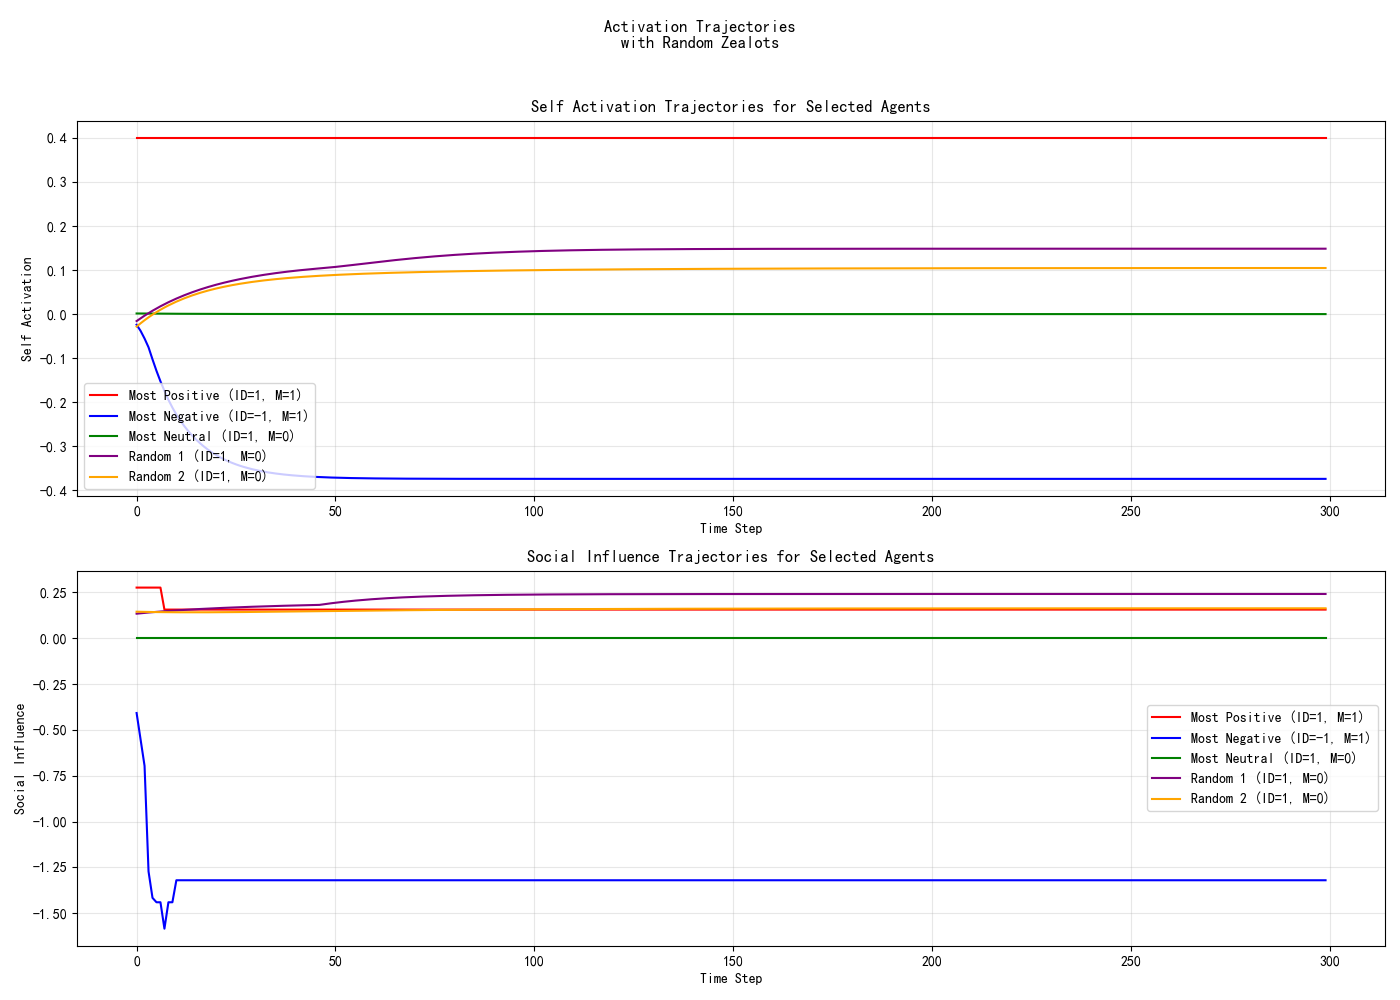 Activation Trajectories
with Random Zealots
Self Activation Trajectories for Selected Agents
Self Activation
0.4
0.3
0.2
0.1
0.0
−0.1
−0.2
−0.3
−0.4
Most Positive (ID=1, M=1)
Most Negative (ID=-1, M=1)
Most Neutral (ID=1, M=0)
Random 1 (ID=1, M=0)
Random 2 (ID=1, M=0)
0 50 100 150 200 250 300
Time Step
Social Influence Trajectories for Selected Agents
Social Influence
0.25
0.00
−0.25
−0.50
−0.75
−1.00
−1.25
−1.50
Most Positive (ID=1, M=1)
Most Negative (ID=-1, M=1)
Most Neutral (ID=1, M=0)
Random 1 (ID=1, M=0)
Random 2 (ID=1, M=0)
0 50 100 150 200 250 300
Time Step